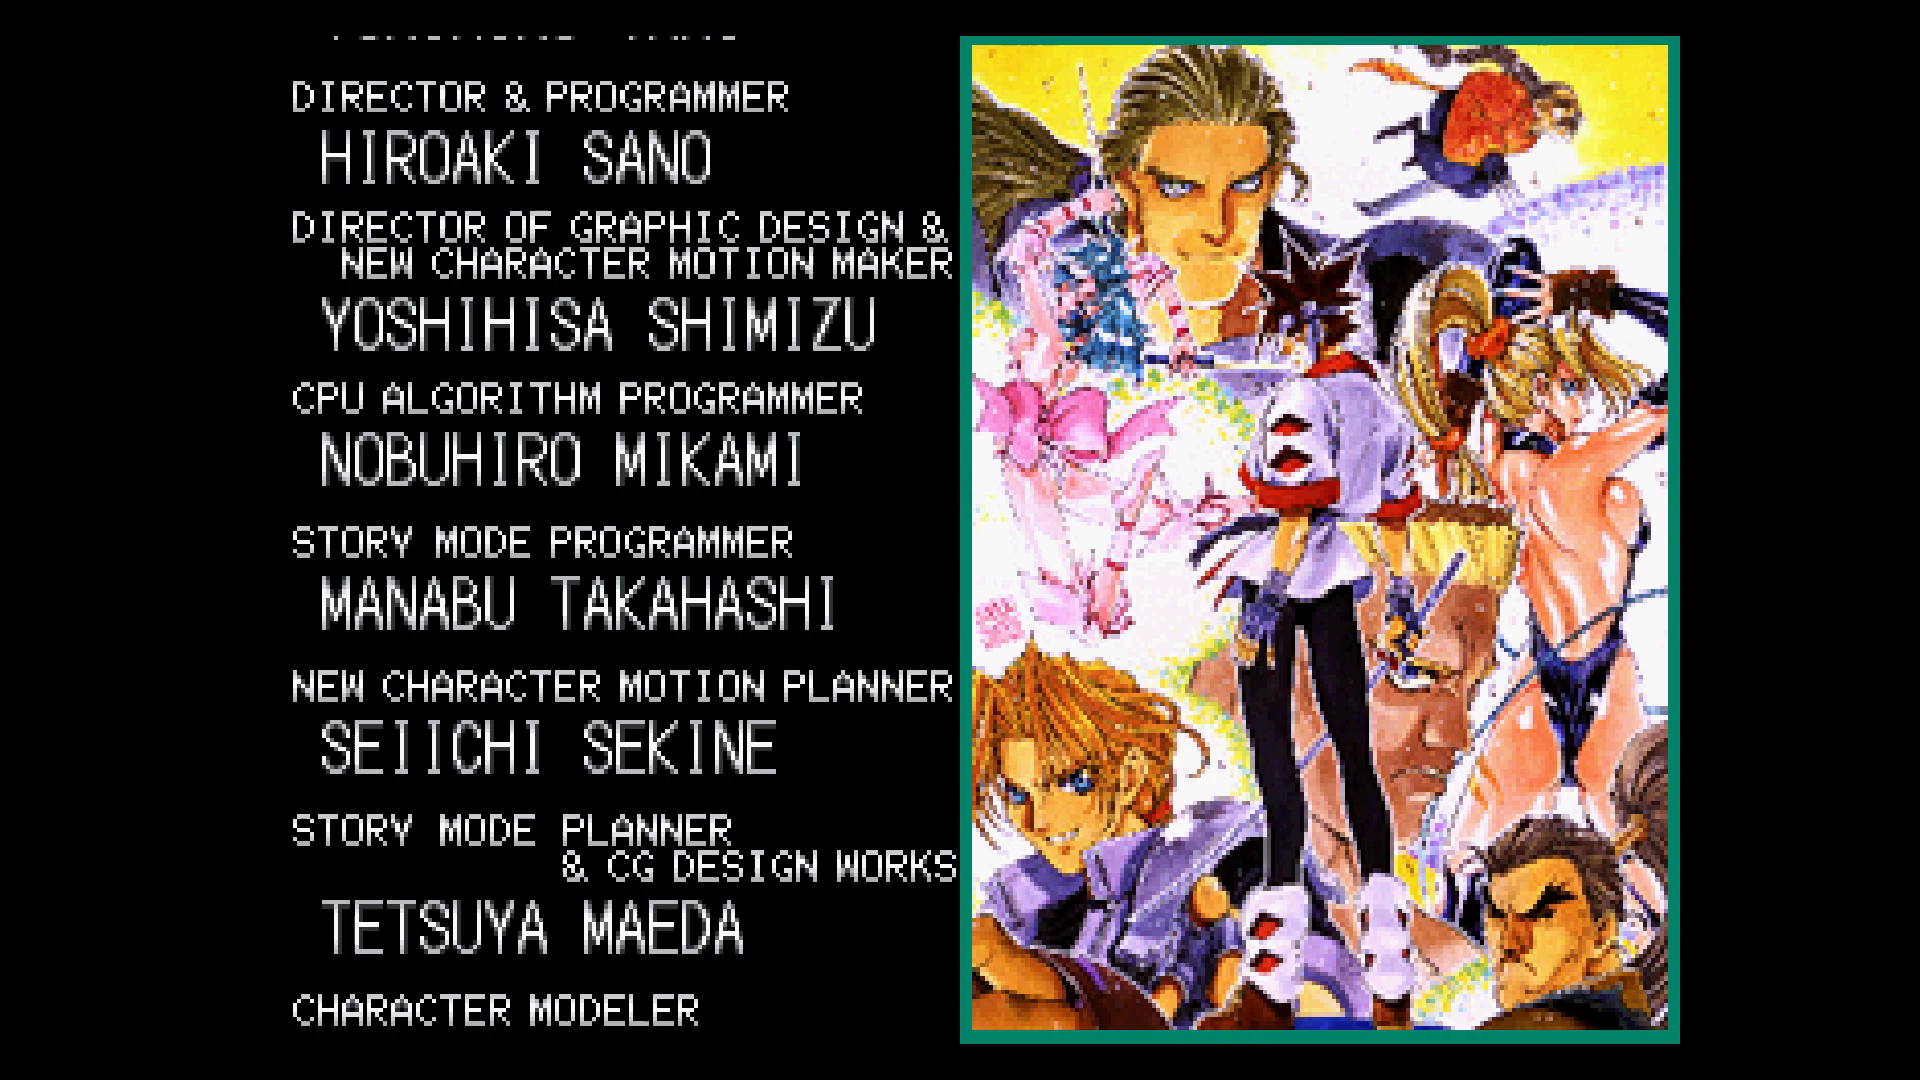 DIRECTOR & PROGRAMMER
HIROAKI SANO
DIRECTOR OF GRAPHIC DESIGN &
NEW CHARACTER MOTION MAKER
YOSHIHISA SHIMIZU
CPU ALGORITHM PROGRAMMER
NOBUHIRO MIKAMI
STORY MODE PROGRAMMER
MANABU TAKAHASHI
NEW CHARACTER MOTION PLANNER
SEIICHI SEKINE
STORY MODE PLANNER
& CG DESIGN WORKS
TETSUYA MAEDA
CHARACTER MODELER